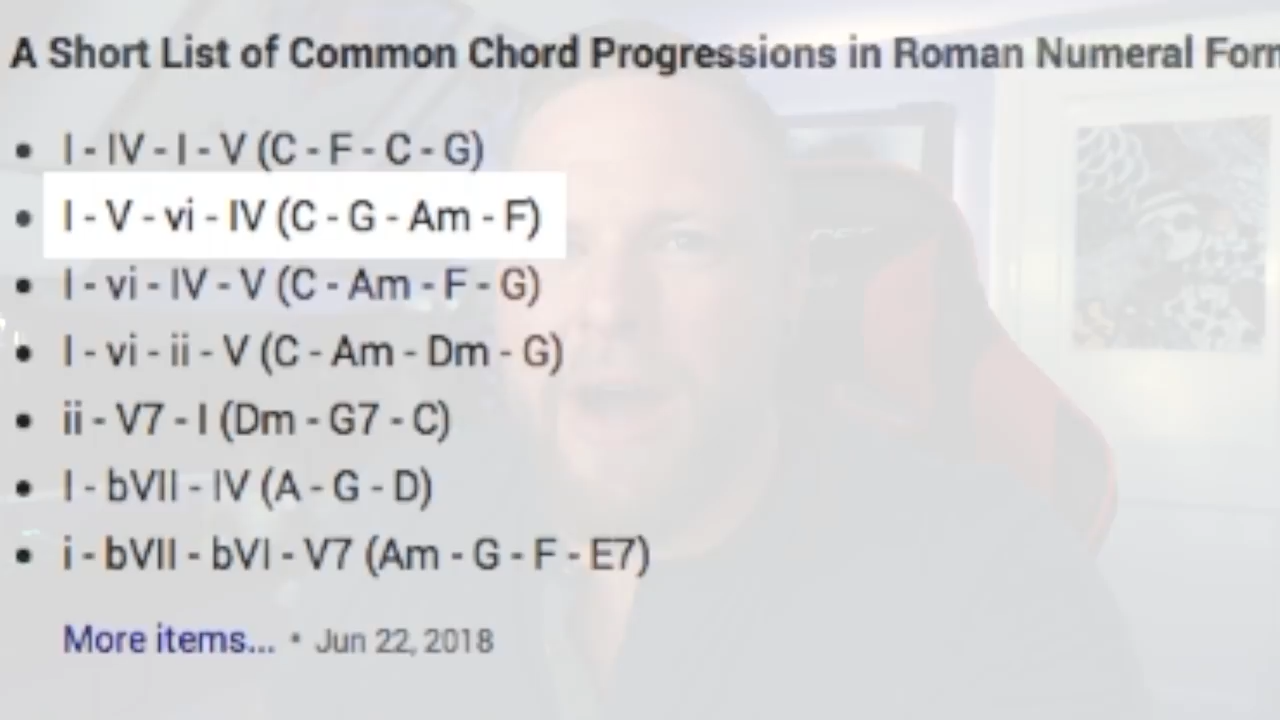 A Short List of Common Chord Progressions in Roman Numeral Form
• I - IV - I - V (C - F - C - G)
• I - V - vi - IV (C - G - Am - F)
• I - vi - IV - V (C - Am - F - G)
• I - vi - ii - V (C - Am - Dm - G)
• ii - V7 - I (Dm - G7 - C)
• I - bVII - IV (A - G - D)
• i - bVII - bVI - V7 (Am - G - F - E7)
More items... • Jun 22, 2018